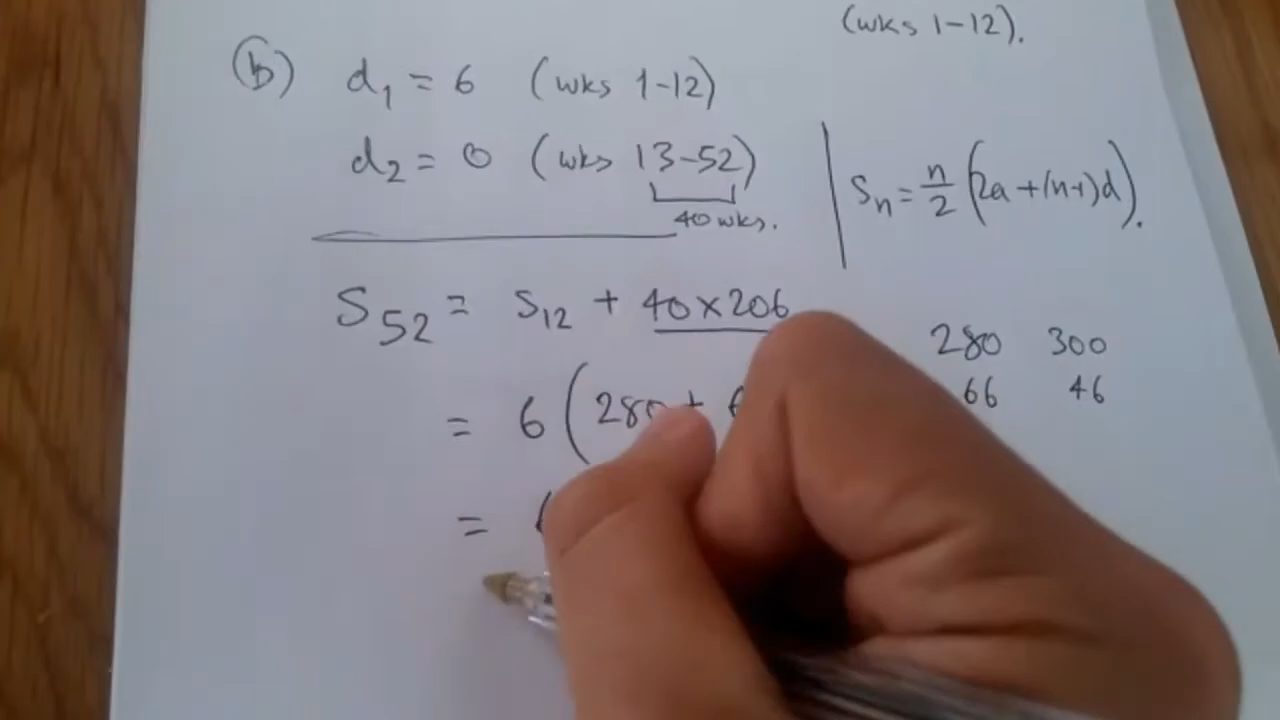 (wks 1-12).
(b) d₁ = 6 (wks 1-12)
d₂ = 0 (wks 13-52)
40 wks.
Sₙ = n/2 (2a + (n+1)d).
S₅₂ = S₁₂ + 40×206
280 300
66 46
= 6 (280 +
=